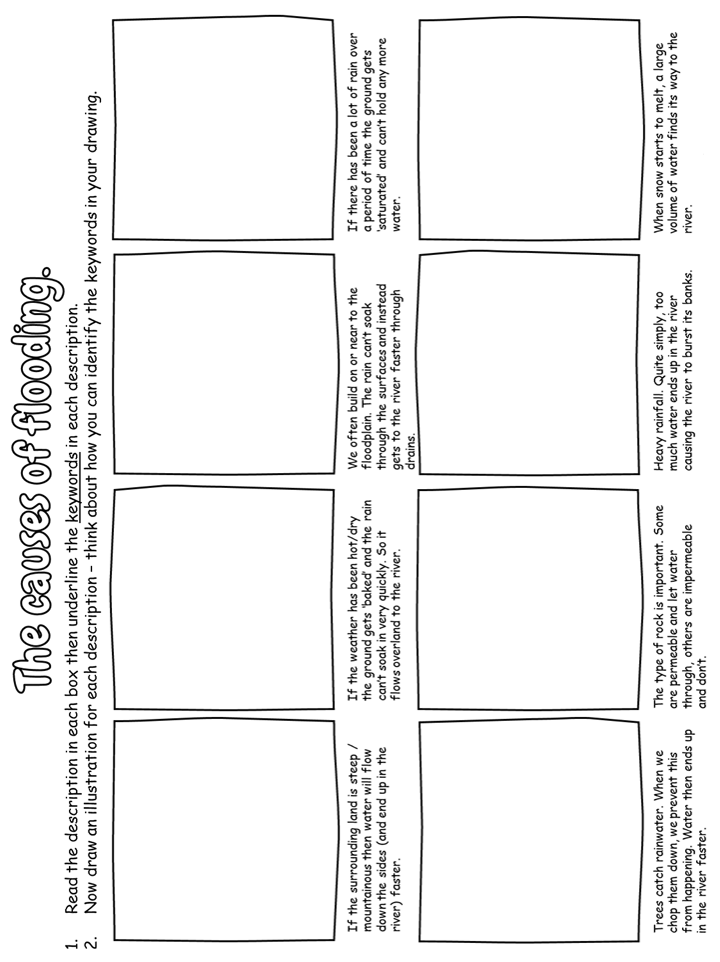 The causes of flooding.
1. Read the description in each box then underline the keywords in each description.
2. Now draw an illustration for each description – think about how you can identify the keywords in your drawing.
If the surrounding land is steep /
mountainous then water will flow
down the sides (and end up in the
river) faster.
If the weather has been hot/dry
the ground gets 'baked' and the rain
can't soak in very quickly. So it
flows overland to the river.
We often build on or near to the
floodplain. The rain can't soak
through the surfaces and instead
gets to the river faster through
drains.
If there has been a lot of rain over
a period of time the ground gets
'saturated' and can't hold any more
water.
Trees catch rainwater. When we
chop them down, we prevent this
from happening. Water then ends up
in the river faster.
The type of rock is important. Some
are permeable and let water
through, others are impermeable
and don't.
Heavy rainfall. Quite simply, too
much water ends up in the river
causing the river to burst its banks.
When snow starts to melt, a large
volume of water finds its way to the
river.